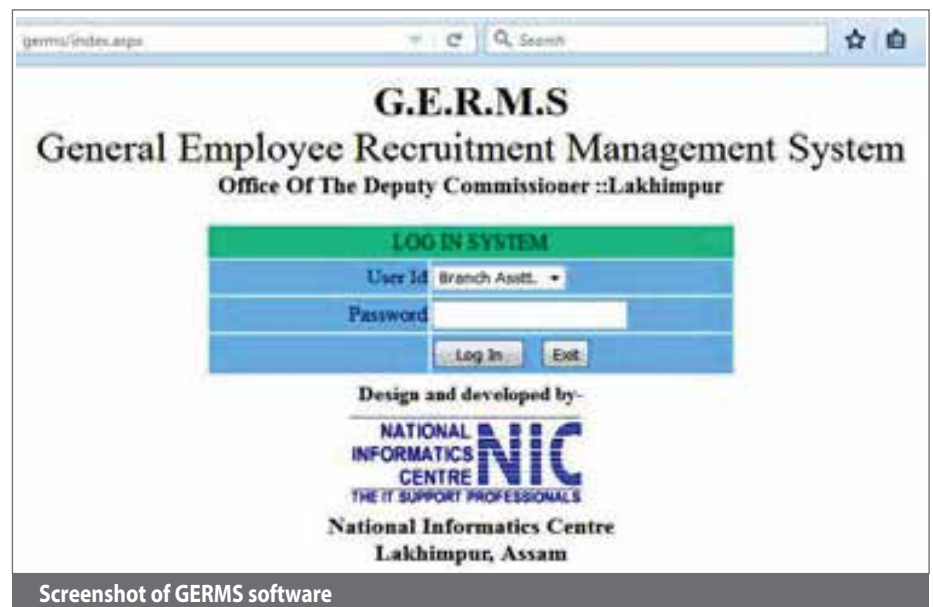 germs/index.aspx Search
G.E.R.M.S
General Employee Recruitment Management System
Office Of The Deputy Commissioner ::Lakhimpur
LOG IN SYSTEM
User Id Branch Asstt.
Password
Log In Exit
Design and developed by-
NATIONAL
INFORMATICS
CENTRE
NIC
THE IT SUPPORT PROFESSIONALS
National Informatics Centre
Lakhimpur, Assam
Screenshot of GERMS software